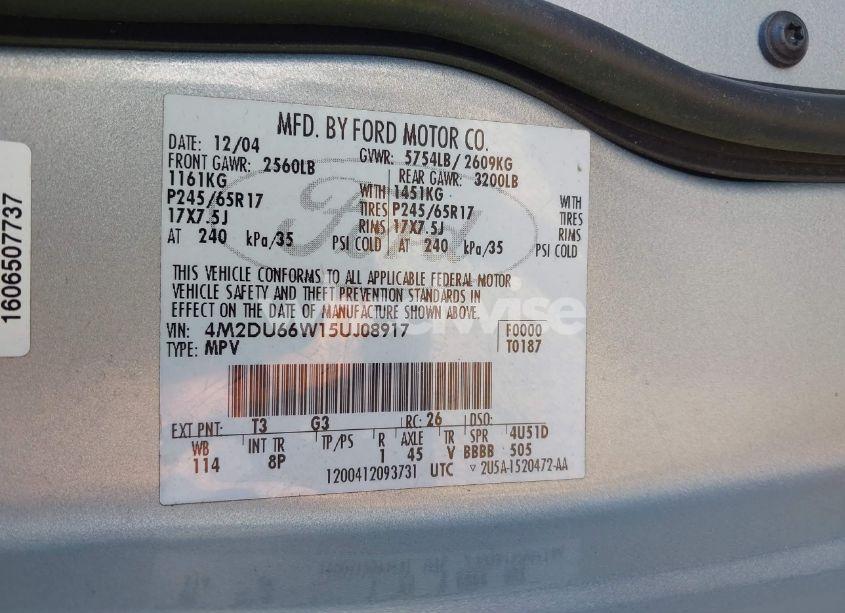 MFD. BY FORD MOTOR CO.
DATE: 12/04 GVWR: 5754LB/ 2609KG
FRONT GAWR: 2560LB REAR GAWR: 3200LB
1161KG WITH 1451KG WITH
P245/65R17 TIRES P245/65R17 TIRES
17X7.5J RIMS 17X7.5J RIMS
AT 240 kPa/35 PSI COLD AT 240 kPa/35 PSI COLD
THIS VEHICLE CONFORMS TO ALL APPLICABLE FEDERAL MOTOR
VEHICLE SAFETY AND THEFT PREVENTION STANDARDS IN
EFFECT ON THE DATE OF MANUFACTURE SHOWN ABOVE.
VIN: 4M2DU66W15UJ08917 F0000
TYPE: MPV T0187
EXT PNT: T3 G3 RC: 26 DSO:
WB INT TR TP/PS R AXLE TR SPR 4U51D
114 8P 1 45 V BBBB 505
1200412093731 UTC ▽ 2U5A-1520472-AA
Ford
1606507737